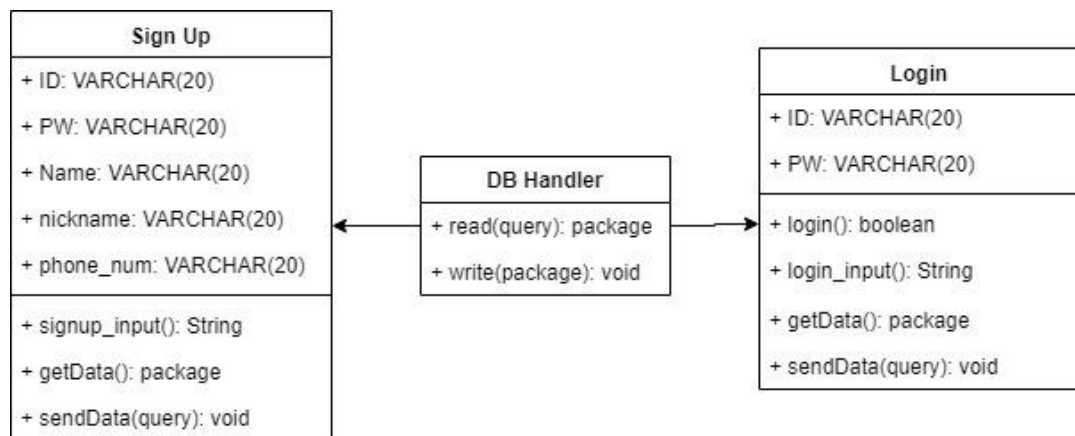 Sign Up
+ ID: VARCHAR(20)
+ PW: VARCHAR(20)
+ Name: VARCHAR(20)
+ nickname: VARCHAR(20)
+ phone_num: VARCHAR(20)
+ signup_input(): String
+ getData(): package
+ sendData(query): void
DB Handler
+ read(query): package
+ write(package): void
Login
+ ID: VARCHAR(20)
+ PW: VARCHAR(20)
+ login(): boolean
+ login_input(): String
+ getData(): package
+ sendData(query): void